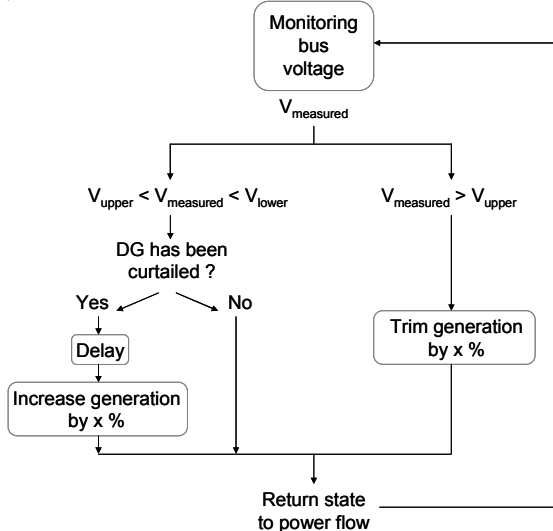 Monitoring
bus
voltage
Vmeasured
Vupper < Vmeasured < Vlower
Vmeasured > Vupper
DG has been
curtailed ?
Yes
No
Delay
Trim generation
by x %
Increase generation
by x %
Return state
to power flow